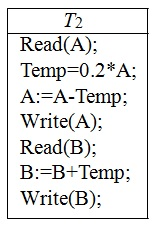 T2
Read(A);
Temp=0.2*A;
A:=A-Temp;
Write(A);
Read(B);
B:=B+Temp;
Write(B);